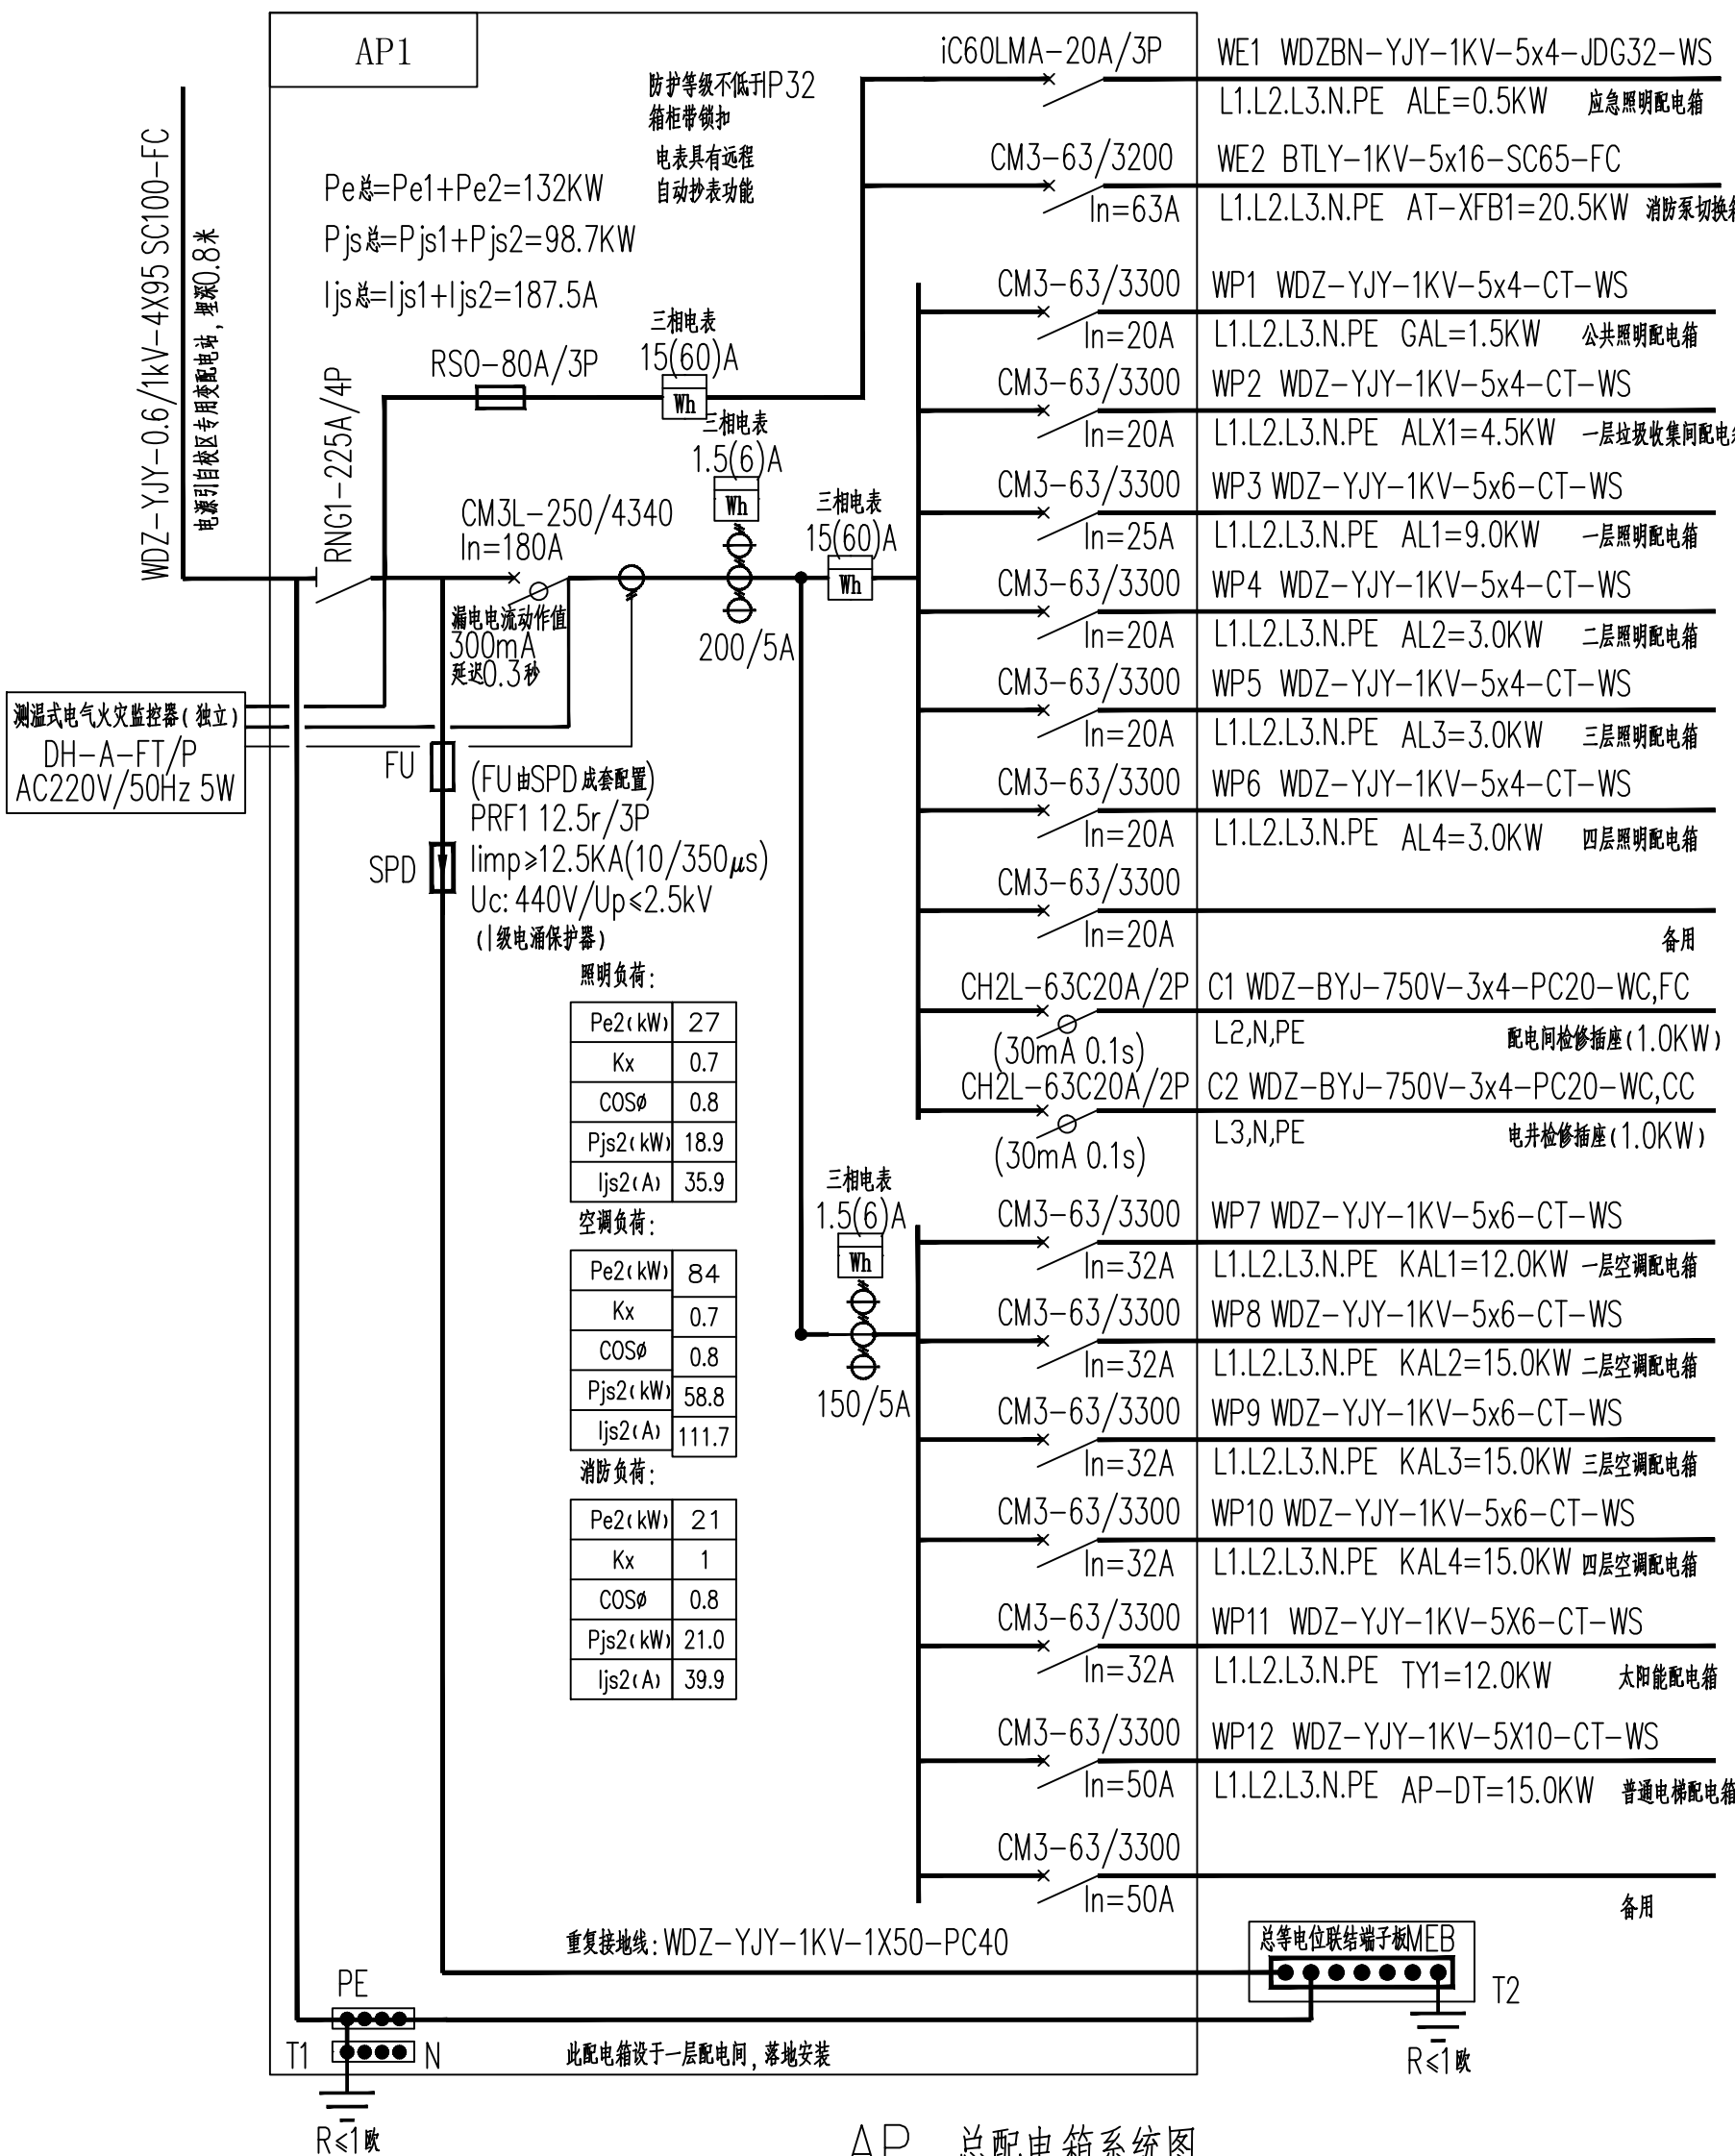 AP1
防护等级不低于IP32
箱柜带锁扣
电表具有远程
自动抄表功能
Pe总=Pe1+Pe2=132KW
Pjs总=Pjs1+Pjs2=98.7KW
Ijs总=Ijs1+Ijs2=187.5A
WDZ-YJY-0.6/1kV-4X95 SC100-FC
电源引自校区专用变配电站,埋深0.8米
RNG1-225A/4P
RSO-80A/3P
三相电表
15(60)A
Wh
三相电表
1.5(6)A
Wh
200/5A
三相电表
15(60)A
Wh
CM3L-250/4340
In=180A
漏电电流动作值
300mA
延迟0.3秒
测温式电气火灾监控器(独立)
DH-A-FT/P
AC220V/50Hz 5W
FU
(FU由SPD成套配置)
PRF1 12.5r/3P
SPD
Iimp≥12.5KA(10/350μs)
Uc: 440V/Up≤2.5kV
(I级电涌保护器)
照明负荷:
Pe2(kW) 27
Kx 0.7
COSø 0.8
Pjs2(kW) 18.9
Ijs2(A) 35.9
空调负荷:
Pe2(kW) 84
Kx 0.7
COSø 0.8
Pjs2(kW) 58.8
Ijs2(A) 111.7
消防负荷:
Pe2(kW) 21
Kx 1
COSø 0.8
Pjs2(kW) 21.0
Ijs2(A) 39.9
三相电表
1.5(6)A
Wh
150/5A
iC60LMA-20A/3P WE1 WDZBN-YJY-1KV-5x4-JDG32-WS
L1.L2.L3.N.PE ALE=0.5KW 应急照明配电箱
CM3-63/3200 WE2 BTLY-1KV-5x16-SC65-FC
In=63A L1.L2.L3.N.PE AT-XFB1=20.5KW 消防泵切换箱
CM3-63/3300 WP1 WDZ-YJY-1KV-5x4-CT-WS
In=20A L1.L2.L3.N.PE GAL=1.5KW 公共照明配电箱
CM3-63/3300 WP2 WDZ-YJY-1KV-5x4-CT-WS
In=20A L1.L2.L3.N.PE ALX1=4.5KW 一层垃圾收集间配电箱
CM3-63/3300 WP3 WDZ-YJY-1KV-5x6-CT-WS
In=25A L1.L2.L3.N.PE AL1=9.0KW 一层照明配电箱
CM3-63/3300 WP4 WDZ-YJY-1KV-5x4-CT-WS
In=20A L1.L2.L3.N.PE AL2=3.0KW 二层照明配电箱
CM3-63/3300 WP5 WDZ-YJY-1KV-5x4-CT-WS
In=20A L1.L2.L3.N.PE AL3=3.0KW 三层照明配电箱
CM3-63/3300 WP6 WDZ-YJY-1KV-5x4-CT-WS
In=20A L1.L2.L3.N.PE AL4=3.0KW 四层照明配电箱
CM3-63/3300
In=20A 备用
CH2L-63C20A/2P C1 WDZ-BYJ-750V-3x4-PC20-WC,FC
(30mA 0.1s) L2,N,PE 配电间检修插座(1.0KW)
CH2L-63C20A/2P C2 WDZ-BYJ-750V-3x4-PC20-WC,CC
(30mA 0.1s) L3,N,PE 电井检修插座(1.0KW)
CM3-63/3300 WP7 WDZ-YJY-1KV-5x6-CT-WS
In=32A L1.L2.L3.N.PE KAL1=12.0KW 一层空调配电箱
CM3-63/3300 WP8 WDZ-YJY-1KV-5x6-CT-WS
In=32A L1.L2.L3.N.PE KAL2=15.0KW 二层空调配电箱
CM3-63/3300 WP9 WDZ-YJY-1KV-5x6-CT-WS
In=32A L1.L2.L3.N.PE KAL3=15.0KW 三层空调配电箱
CM3-63/3300 WP10 WDZ-YJY-1KV-5x6-CT-WS
In=32A L1.L2.L3.N.PE KAL4=15.0KW 四层空调配电箱
CM3-63/3300 WP11 WDZ-YJY-1KV-5X6-CT-WS
In=32A L1.L2.L3.N.PE TY1=12.0KW 太阳能配电箱
CM3-63/3300 WP12 WDZ-YJY-1KV-5X10-CT-WS
In=50A L1.L2.L3.N.PE AP-DT=15.0KW 普通电梯配电箱
CM3-63/3300
In=50A 备用
重复接地线:WDZ-YJY-1KV-1X50-PC40
总等电位联结端子板MEB
T2
R≤1欧
PE
T1 N
R≤1欧
此配电箱设于一层配电间,落地安装
AP 总配电箱系统图